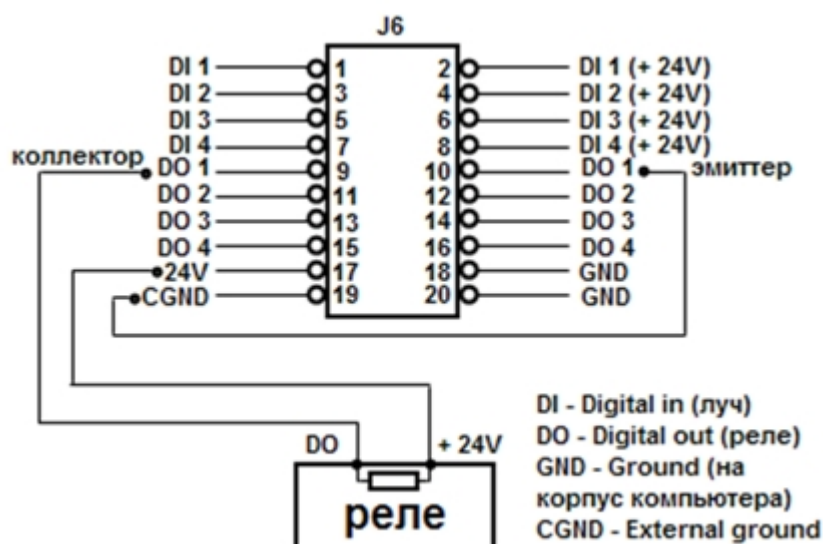 J6
DI 1 1 2 DI 1 (+ 24V)
DI 2 3 4 DI 2 (+ 24V)
DI 3 5 6 DI 3 (+ 24V)
DI 4 7 8 DI 4 (+ 24V)
коллектор DO 1 9 10 DO 1 эмиттер
DO 2 11 12 DO 2
DO 3 13 14 DO 3
DO 4 15 16 DO 4
24V 17 18 GND
CGND 19 20 GND
DO + 24V
реле
DI - Digital in (луч)
DO - Digital out (реле)
GND - Ground (на
корпус компьютера)
CGND - External ground